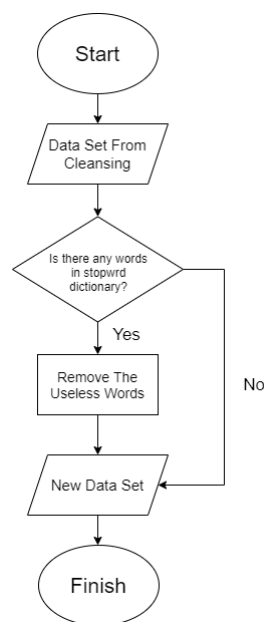 Start
Data Set From
Cleansing
Is there any words
in stopwrd
dictionary?
Yes
Remove The
Useless Words
No
New Data Set
Finish